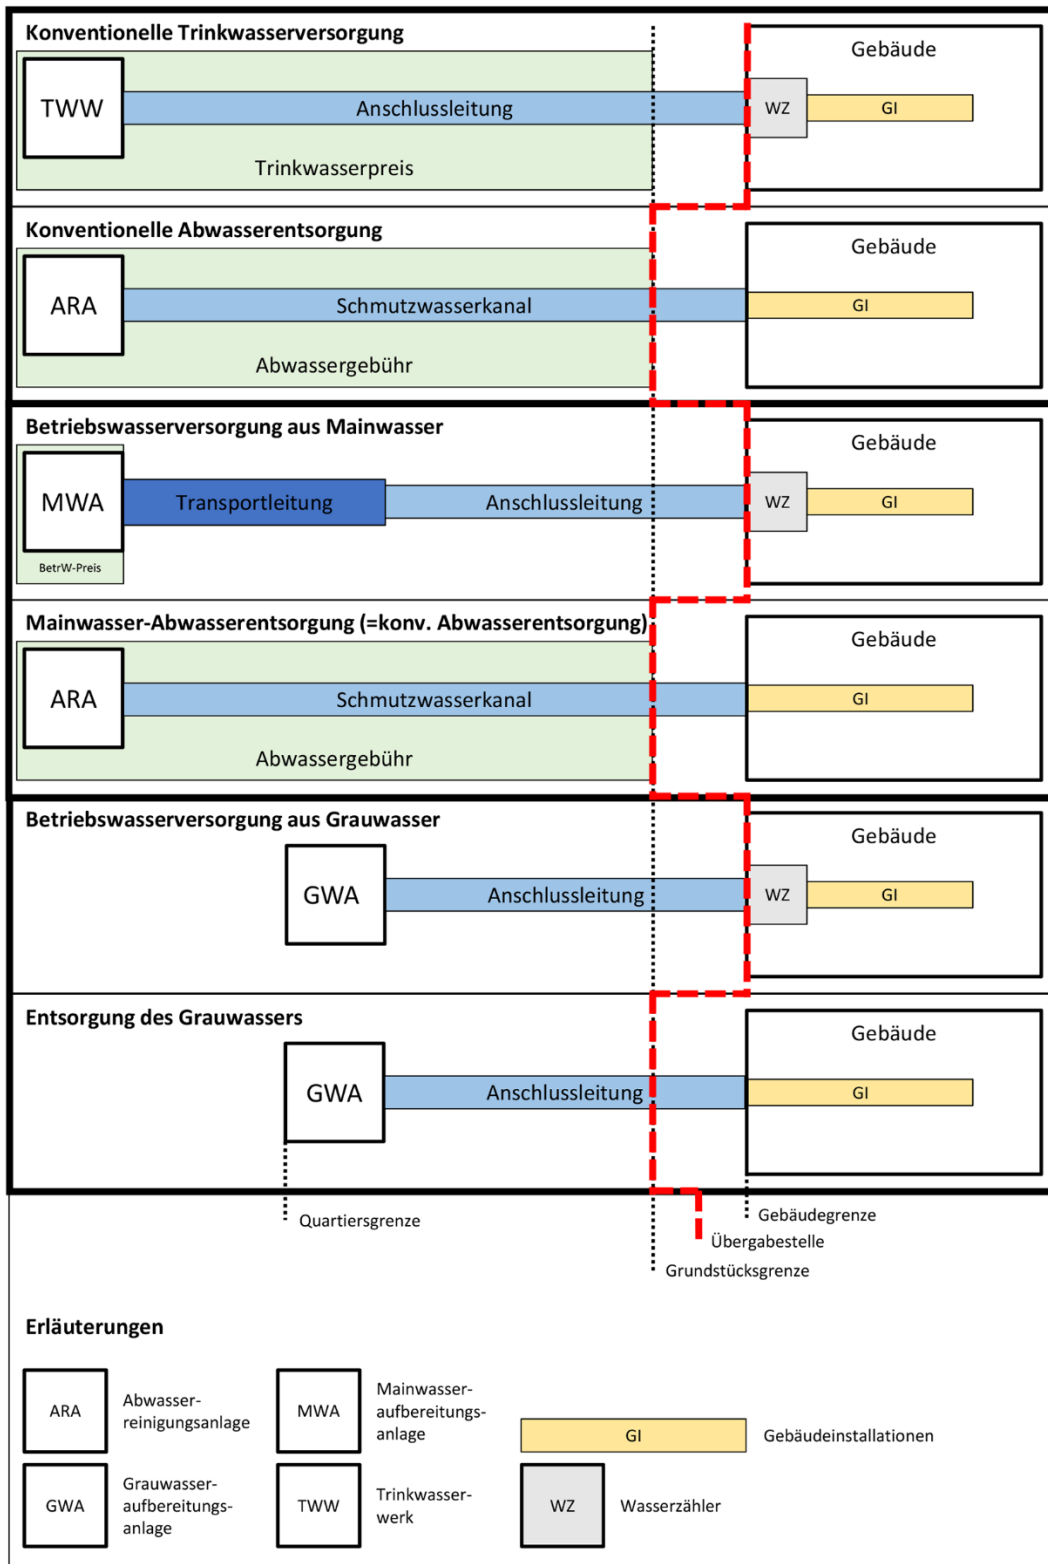 Konventionelle Trinkwasserversorgung
Gebäude
TWW
Anschlussleitung
WZ
GI
Trinkwasserpreis
Konventionelle Abwasserentsorgung
Gebäude
ARA
Schmutzwasserkanal
GI
Abwassergebühr
Betriebswasserversorgung aus Mainwasser
Gebäude
MWA
Transportleitung
Anschlussleitung
WZ
GI
BetrW-Preis
Mainwasser-Abwasserentsorgung (=konv. Abwasserentsorgung)
Gebäude
ARA
Schmutzwasserkanal
GI
Abwassergebühr
Betriebswasserversorgung aus Grauwasser
Gebäude
GWA
Anschlussleitung
WZ
GI
Entsorgung des Grauwassers
Gebäude
GWA
Anschlussleitung
GI
Quartiersgrenze
Gebäudegrenze
Übergabestelle
Grundstücksgrenze
Erläuterungen
ARA
Abwasser-
reinigungsanlage
MWA
Mainwasser-
aufbereitungs-
anlage
GI
Gebäudeinstallationen
GWA
Grauwasser-
aufbereitungs-
anlage
TWW
Trinkwasser-
werk
WZ
Wasserzähler